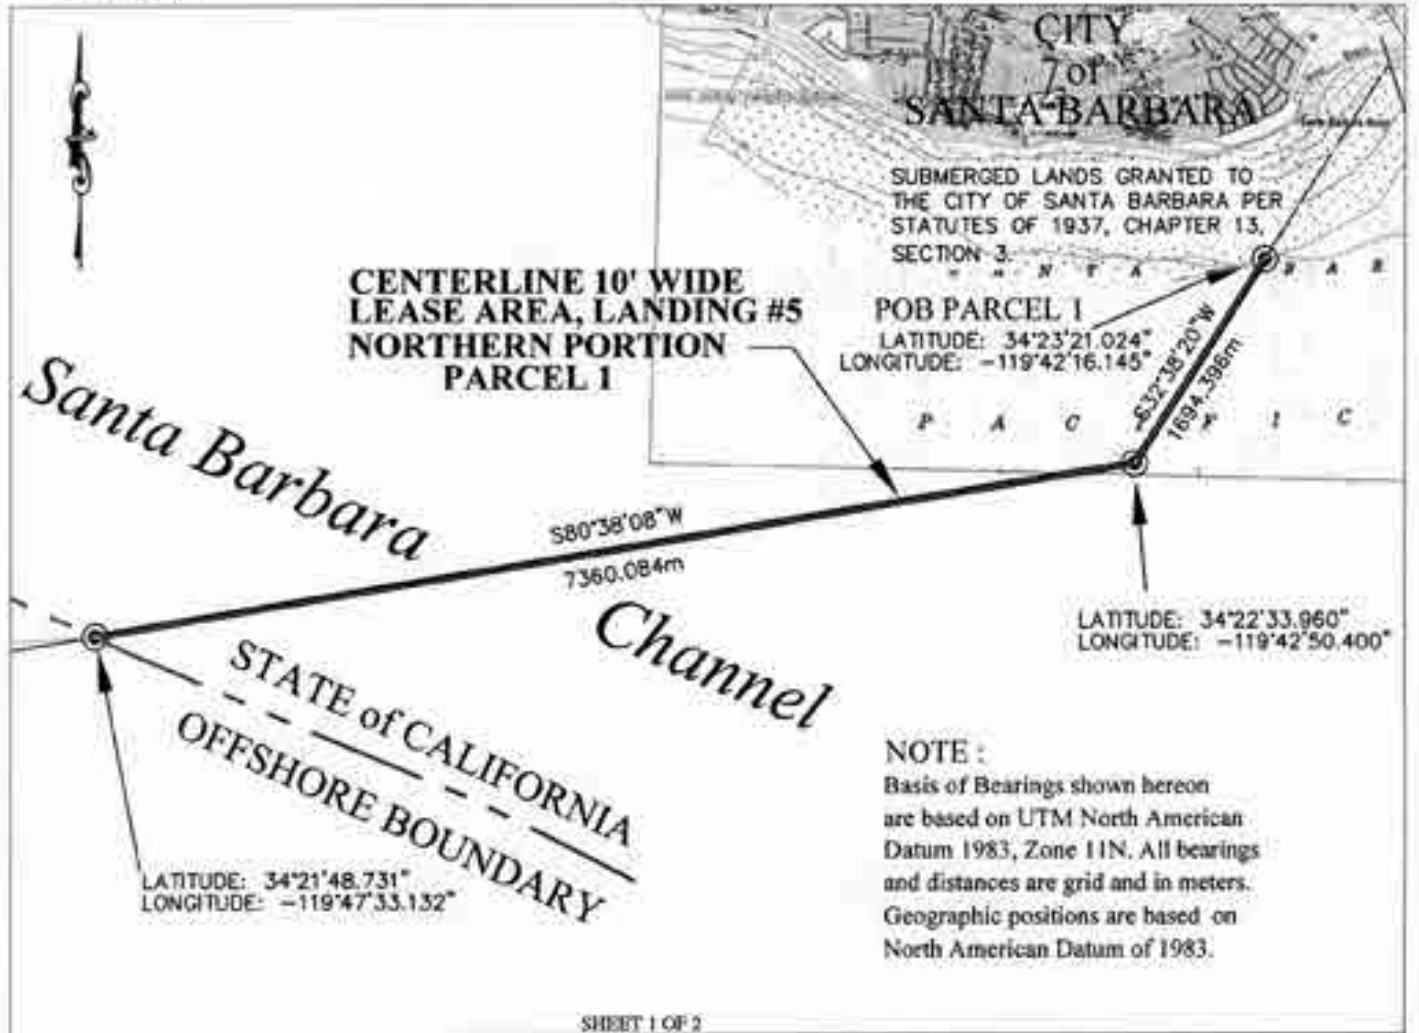 CITY
of
SANTA BARBARA
SUBMERGED LANDS GRANTED TO
THE CITY OF SANTA BARBARA PER
STATUTES OF 1937, CHAPTER 13,
SECTION 3.
CENTERLINE 10' WIDE
LEASE AREA, LANDING #5
NORTHERN PORTION
PARCEL 1
POB PARCEL 1
LATITUDE: 34°23'21.024"
LONGITUDE: -119°42'16.145"
S32°38'20"W
1694.396m
P A C I F I C
Santa Barbara
Channel
S80°38'08"W
7360.084m
LATITUDE: 34°22'33.960"
LONGITUDE: -119°42'50.400"
STATE of CALIFORNIA
OFFSHORE BOUNDARY
LATITUDE: 34°21'48.731"
LONGITUDE: -119°47'33.132"
NOTE :
Basis of Bearings shown hereon
are based on UTM North American
Datum 1983, Zone 11N. All bearings
and distances are grid and in meters.
Geographic positions are based on
North American Datum of 1983.
SHEET 1 OF 2